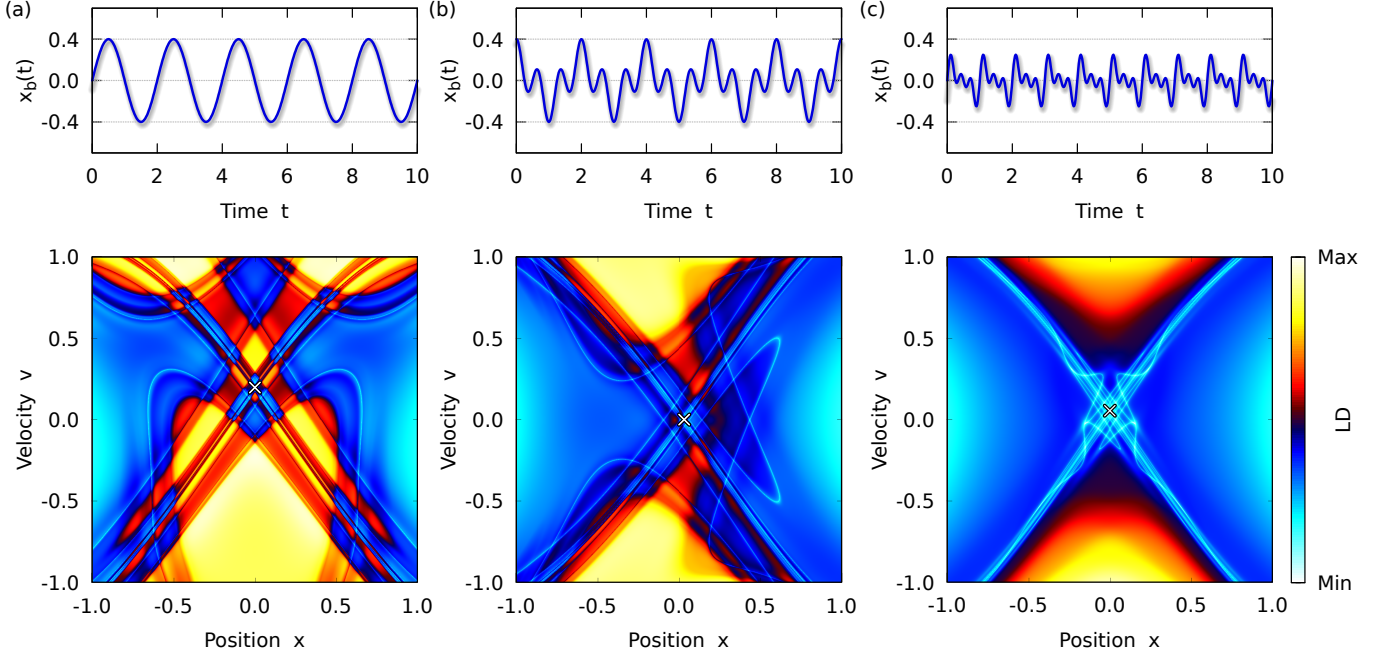 (a) (b) (c)
0.4 0.0 -0.4
x_b(t)
0 2 4 6 8 10
Time t
0.4 0.0 -0.4
x_b(t)
0 2 4 6 8 10
Time t
0.4 0.0 -0.4
x_b(t)
0 2 4 6 8 10
Time t
1.0 0.5 0.0 -0.5 -1.0
Velocity v
-1.0 -0.5 0.0 0.5 1.0
Position x
1.0 0.5 0.0 -0.5 -1.0
Velocity v
-1.0 -0.5 0.0 0.5 1.0
Position x
1.0 0.5 0.0 -0.5 -1.0
Velocity v
-1.0 -0.5 0.0 0.5 1.0
Position x
Max
LD
Min